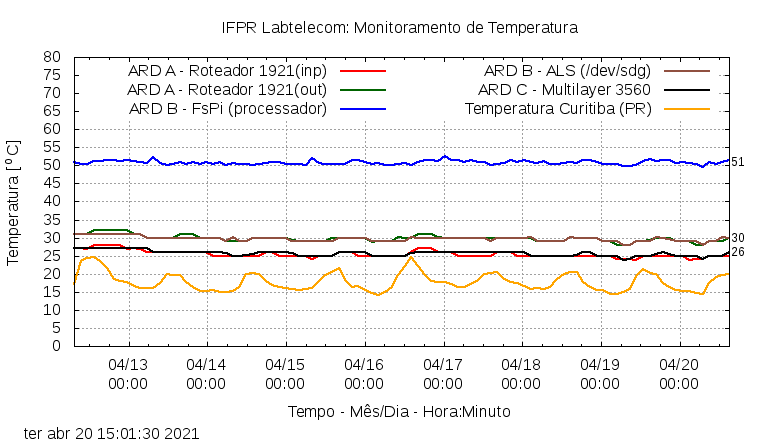 IFPR Labtelecom: Monitoramento de Temperatura
Temperatura [ºC]
80
75
70
65
60
55
50
45
40
35
30
25
20
15
10
5
0
ARD A - Roteador 1921(inp)
ARD A - Roteador 1921(out)
ARD B - FsPi (processador)
ARD B - ALS (/dev/sdg)
ARD C - Multilayer 3560
Temperatura Curitiba (PR)
51
30
26
04/13 04/14 04/15 04/16 04/17 04/18 04/19 04/20
00:00 00:00 00:00 00:00 00:00 00:00 00:00 00:00
Tempo - Mês/Dia - Hora:Minuto
ter abr 20 15:01:30 2021